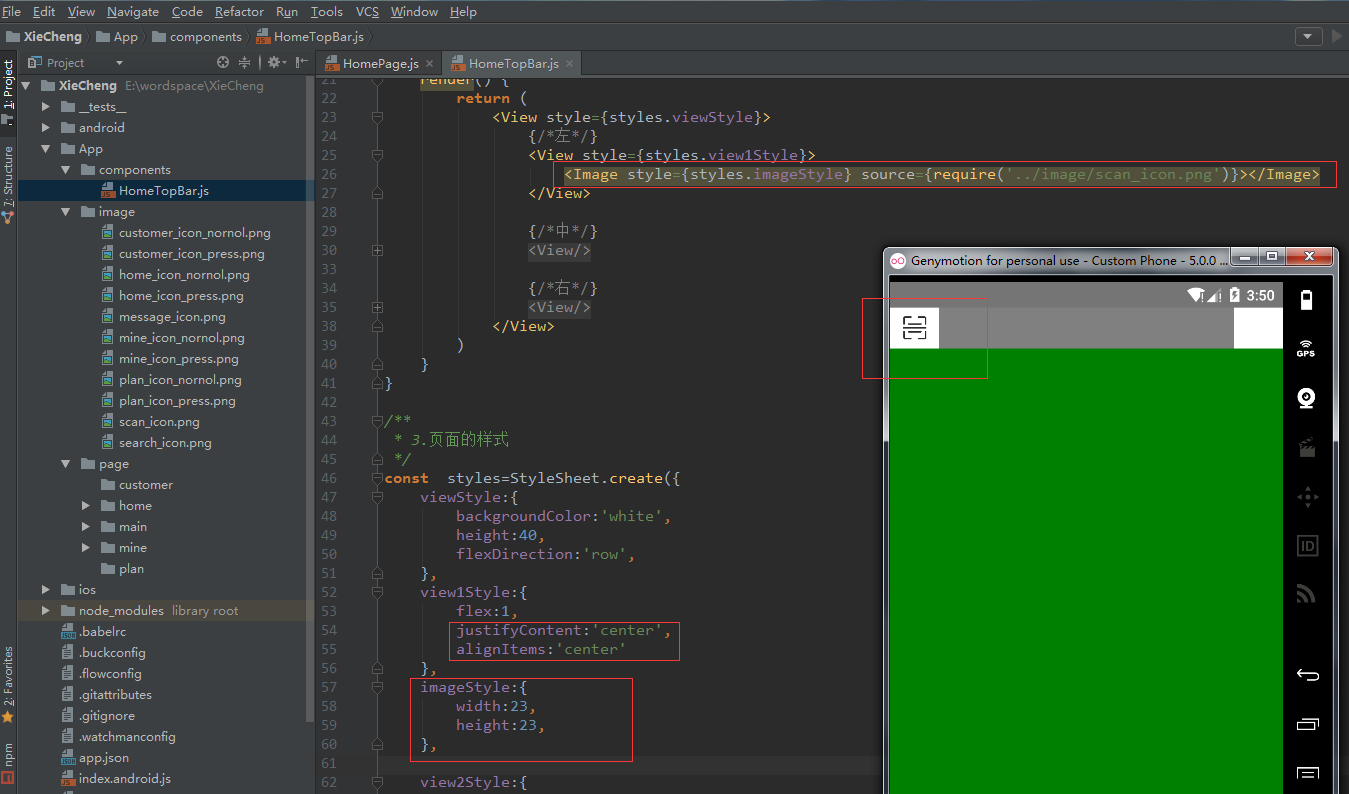 File Edit View Navigate Code Refactor Run Tools VCS Window Help
XieCheng App components HomeTopBar.js
Project
HomePage.js HomeTopBar.js
1: Project
7: Structure
2: Favorites
npm
XieCheng E:\wordspace\XieCheng
__tests__
android
App
components
HomeTopBar.js
image
customer_icon_nornol.png
customer_icon_press.png
home_icon_nornol.png
home_icon_press.png
message_icon.png
mine_icon_nornol.png
mine_icon_press.png
plan_icon_nornol.png
plan_icon_press.png
scan_icon.png
search_icon.png
page
customer
home
main
mine
plan
ios
node_modules library root
.babelrc
.buckconfig
.flowconfig
.gitattributes
.gitignore
.watchmanconfig
app.json
index.android.js
21 render() {
22 return (
23 <View style={styles.viewStyle}>
24 {/*左*/}
25 <View style={styles.view1Style}>
26 <Image style={styles.imageStyle} source={require('../image/scan_icon.png')}></Image>
27 </View>
28
29 {/*中*/}
30 <View/>
33
34 {/*右*/}
35 <View/>
38 </View>
39 )
40 }
41 }
42
43 /**
44 * 3.页面的样式
45 */
46 const styles=StyleSheet.create({
47 viewStyle:{
48 backgroundColor:'white',
49 height:40,
50 flexDirection:'row',
51 },
52 view1Style:{
53 flex:1,
54 justifyContent:'center',
55 alignItems:'center'
56 },
57 imageStyle:{
58 width:23,
59 height:23,
60 },
61
62 view2Style:{
Genymotion for personal use - Custom Phone - 5.0.0 ...
3:50
GPS
ID